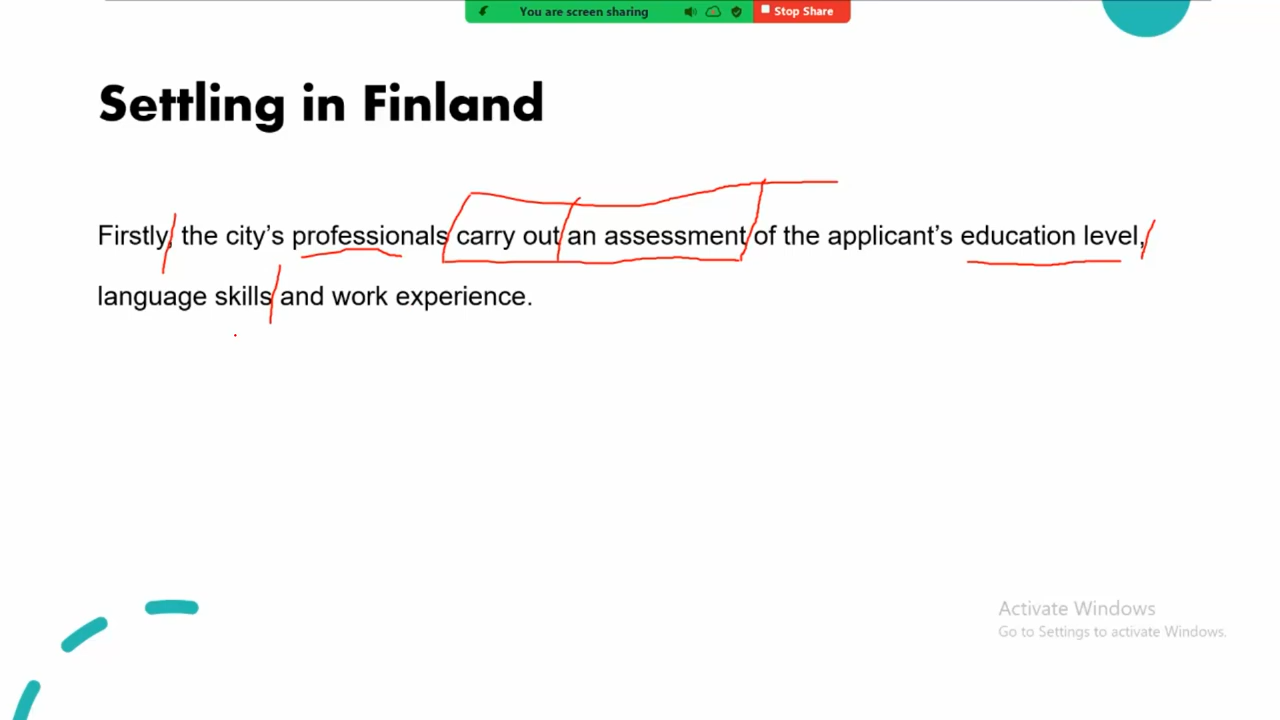 You are screen sharing
Stop Share
Settling in Finland
Firstly, the city’s professionals carry out an assessment of the applicant’s education level,
language skills and work experience.
Activate Windows
Go to Settings to activate Windows.